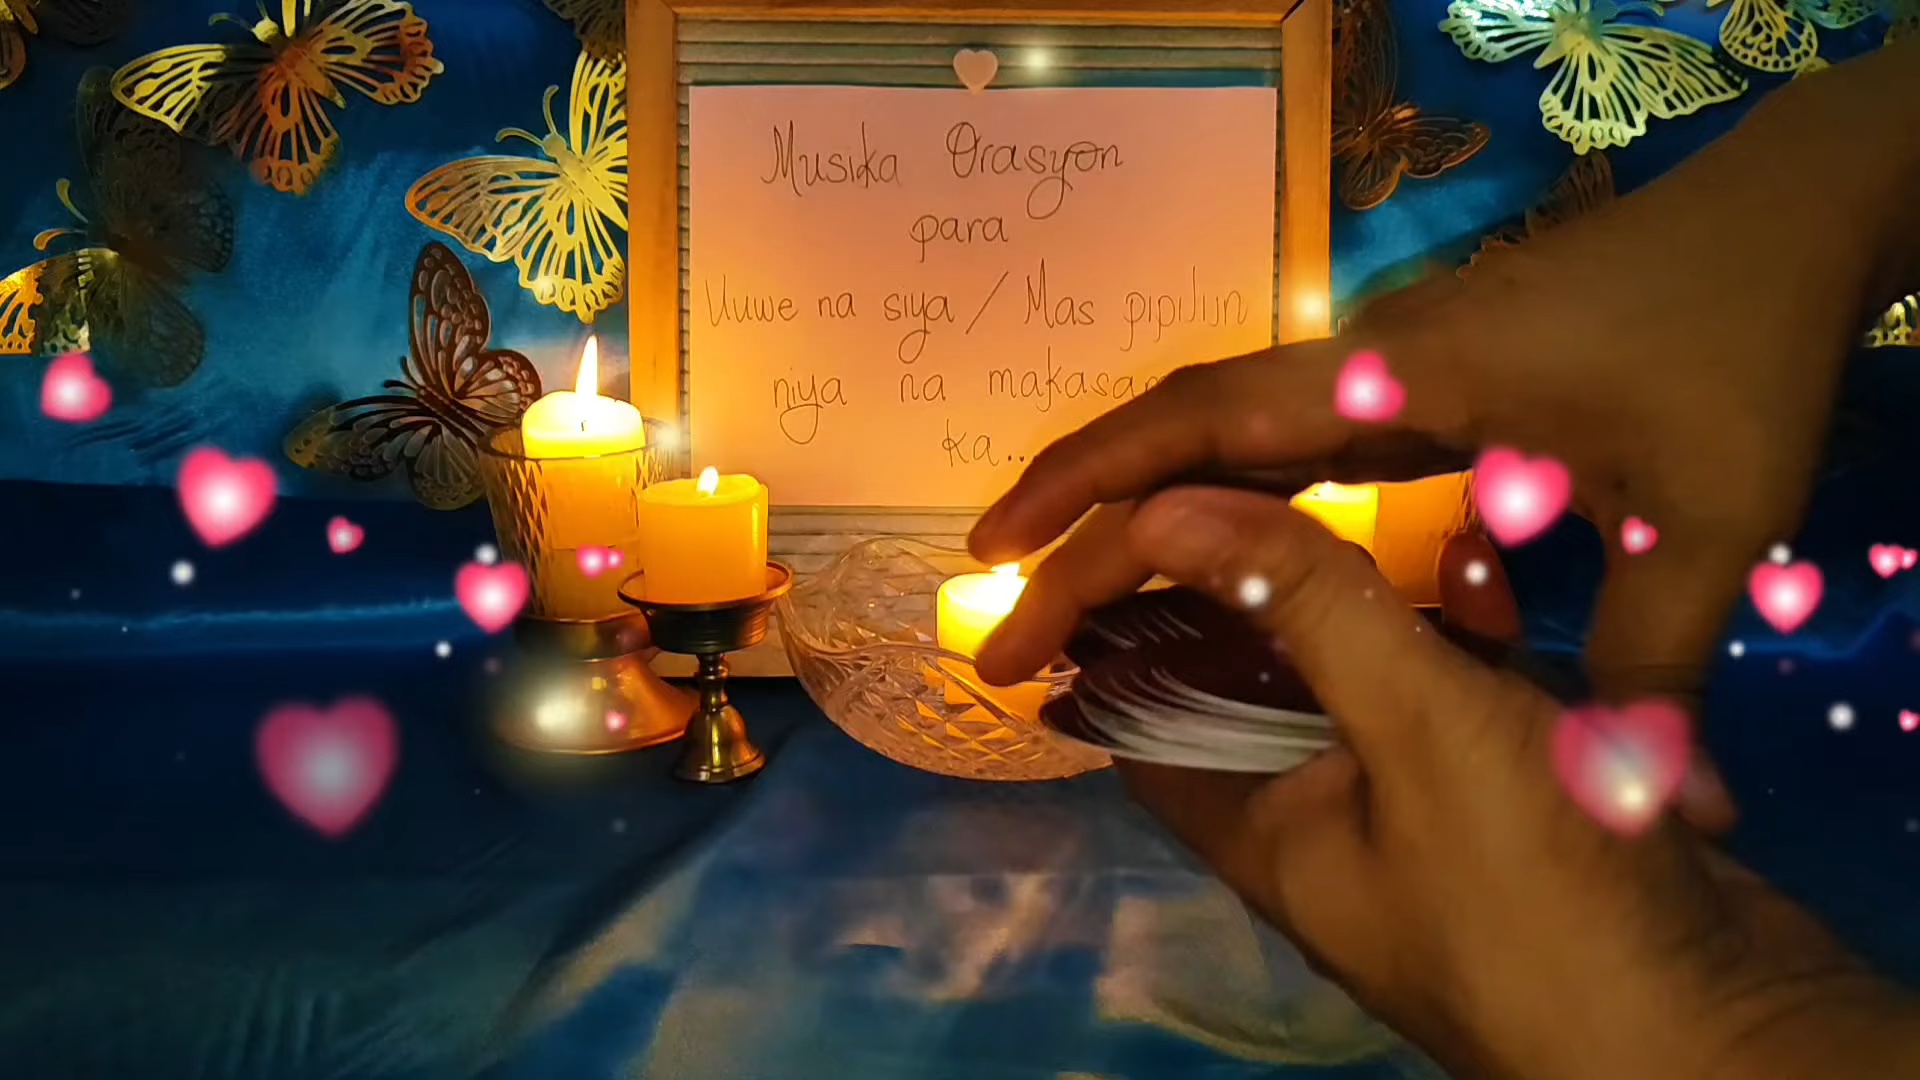 Musika Orasyon
para
Uuwe na siya / Mas pipiliin
niya na
ka...